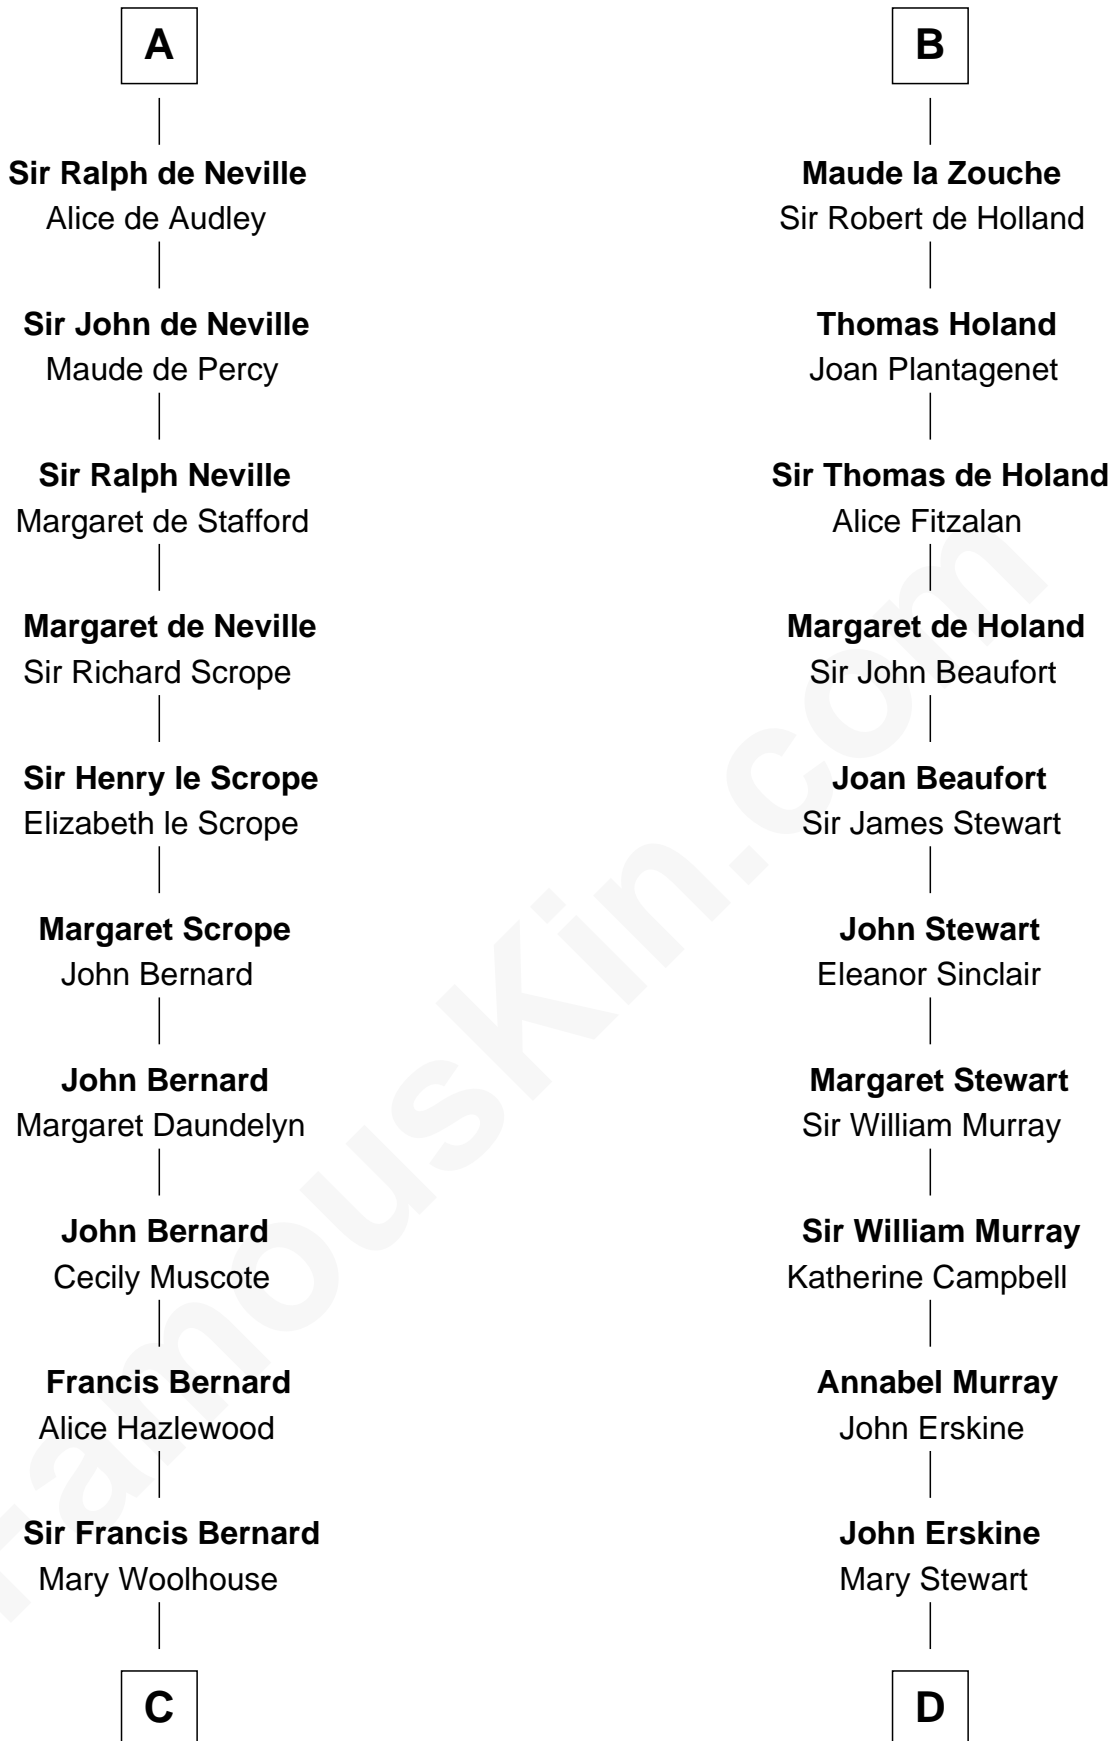 A
Sir Ralph de Neville
Alice de Audley
Sir John de Neville
Maude de Percy
Sir Ralph Neville
Margaret de Stafford
Margaret de Neville
Sir Richard Scrope
Sir Henry le Scrope
Elizabeth le Scrope
Margaret Scrope
John Bernard
John Bernard
Margaret Daundelyn
John Bernard
Cecily Muscote
Francis Bernard
Alice Hazlewood
Sir Francis Bernard
Mary Woolhouse
C
B
Maude la Zouche
Sir Robert de Holland
Thomas Holand
Joan Plantagenet
Sir Thomas de Holand
Alice Fitzalan
Margaret de Holand
Sir John Beaufort
Joan Beaufort
Sir James Stewart
John Stewart
Eleanor Sinclair
Margaret Stewart
Sir William Murray
Sir William Murray
Katherine Campbell
Annabel Murray
John Erskine
John Erskine
Mary Stewart
D
FamousKin.com